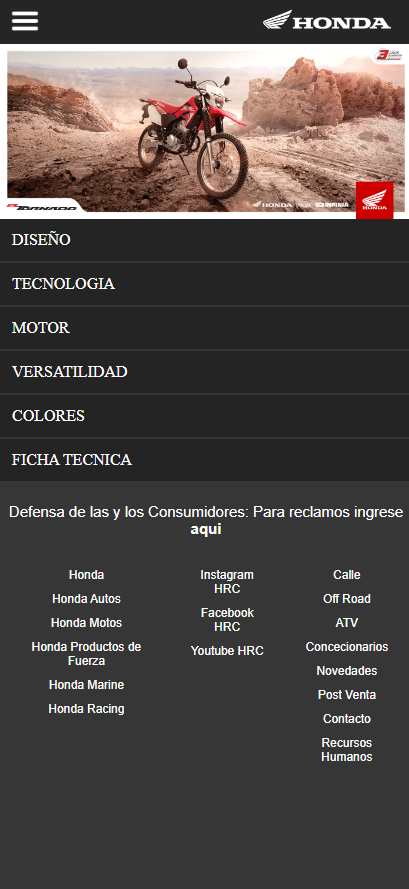 HONDA
TORNADO
HONDA
INFINIA
HONDA
DISEÑO
TECNOLOGIA
MOTOR
VERSATILIDAD
COLORES
FICHA TECNICA
Defensa de las y los Consumidores: Para reclamos ingrese
aqui
Honda
Honda Autos
Honda Motos
Honda Productos de
Fuerza
Honda Marine
Honda Racing
Instagram
HRC
Facebook
HRC
Youtube HRC
Calle
Off Road
ATV
Concecionarios
Novedades
Post Venta
Contacto
Recursos
Humanos